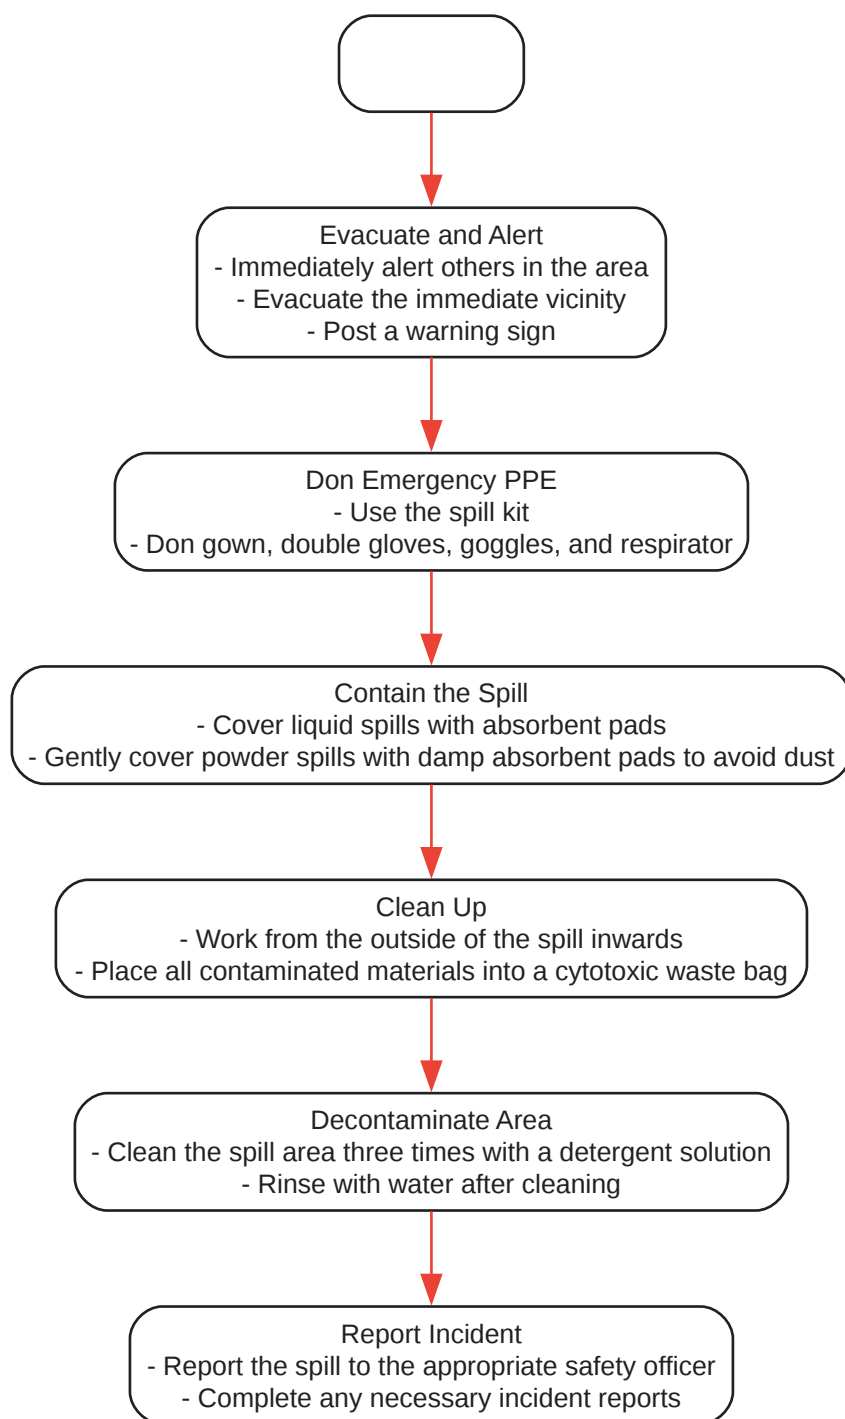 Evacuate and Alert
- Immediately alert others in the area
- Evacuate the immediate vicinity
- Post a warning sign
Don Emergency PPE
- Use the spill kit
- Don gown, double gloves, goggles, and respirator
Contain the Spill
- Cover liquid spills with absorbent pads
- Gently cover powder spills with damp absorbent pads to avoid dust
Clean Up
- Work from the outside of the spill inwards
- Place all contaminated materials into a cytotoxic waste bag
Decontaminate Area
- Clean the spill area three times with a detergent solution
- Rinse with water after cleaning
Report Incident
- Report the spill to the appropriate safety officer
- Complete any necessary incident reports